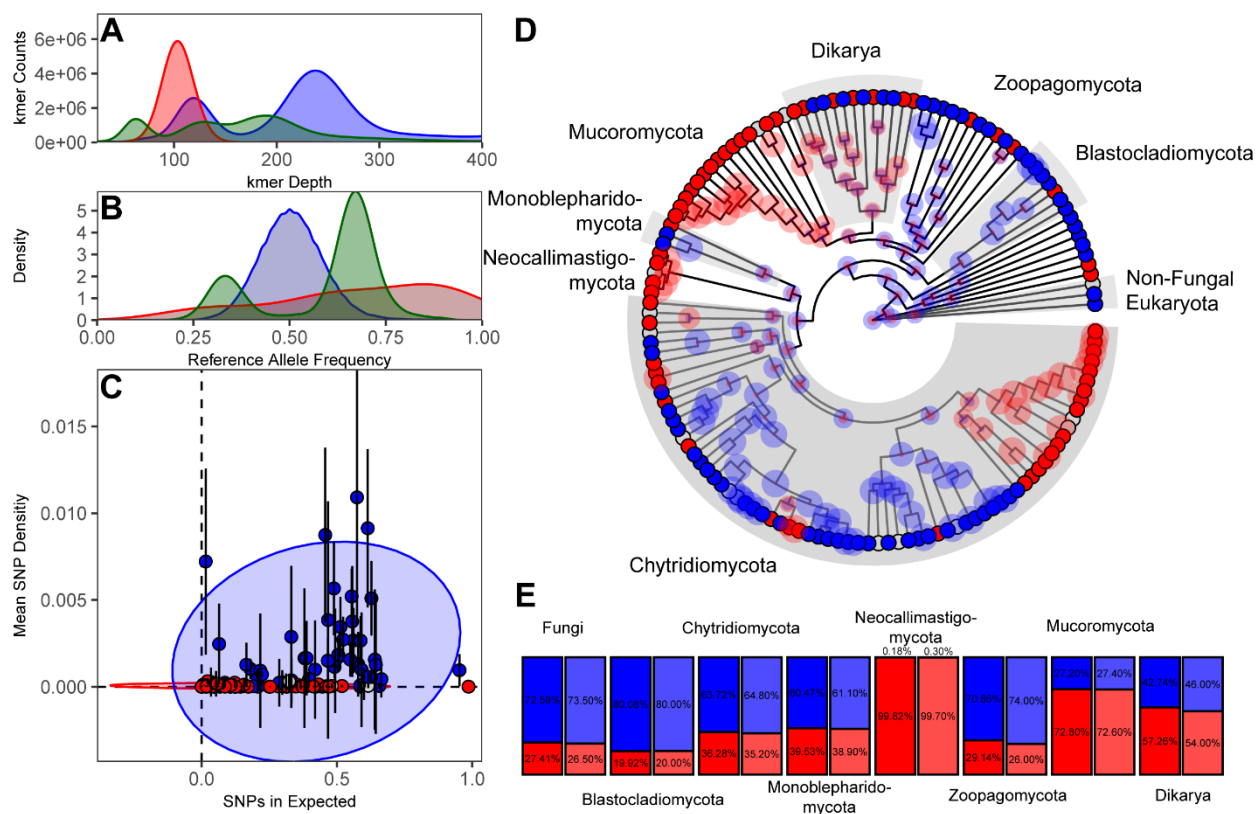 A
kmer Counts
6e+06
4e+06
2e+06
0e+00
100
200
300
400
kmer Depth
B
Density
5
4
3
2
1
0
0.00
0.25
0.50
0.75
1.00
Reference Allele Frequency
C
Mean SNP Density
0.015
0.010
0.005
0.000
0.0
0.5
1.0
SNPs in Expected
D
Dikarya
Zoopagomycota
Mucoromycota
Blastocladiomycota
Monoblepharido-
mycota
Neocallimastigo-
mycota
Non-Fungal
Eukaryota
Chytridiomycota
E
Fungi
Chytridiomycota
Neocallimastigo-
mycota
Mucoromycota
0.18%
0.30%
72.59%
73.50%
80.08%
80.00%
64.80%
60.47%
61.10%
70.86%
74.00%
27.20%
27.40%
42.74%
46.00%
27.41%
26.50%
19.92%
20.00%
36.28%
35.20%
39.53%
38.90%
99.82%
99.70%
29.14%
26.00%
72.80%
72.60%
57.26%
54.00%
Blastocladiomycota
Monoblepharido-
mycota
Zoopagomycota
Dikarya